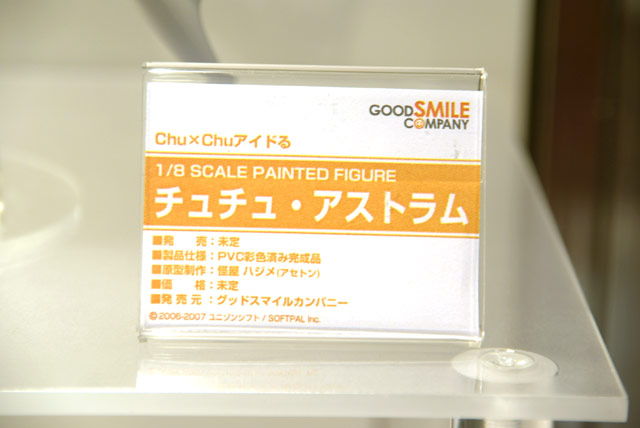 GOOD SMILE
COMPANY
Chu×Chuアイドる
1/8 SCALE PAINTED FIGURE
チュチュ・アストラム
■発　売：未定
■製品仕様：PVC彩色済み完成品
■原型制作：怪屋 ハジメ(アセトン)
■価　格：未定
■発売元：グッドスマイルカンパニー
©2006-2007 ユニゾンシフト / SOFTPAL Inc.